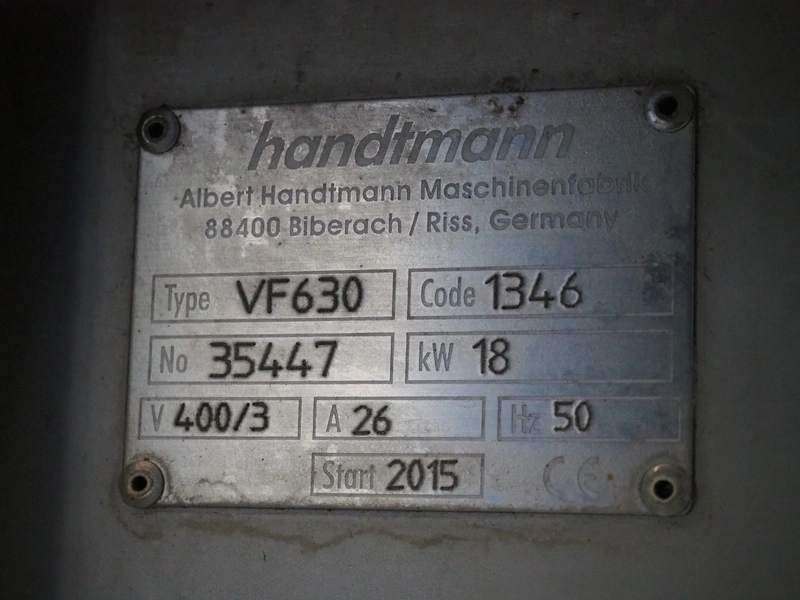 handtmann
Albert Handtmann Maschinenfabrik
88400 Biberach / Riss, Germany
Type VF630 Code 1346
No 35447 kW 18
V 400/3 A 26 Hz 50
Start 2015 CE